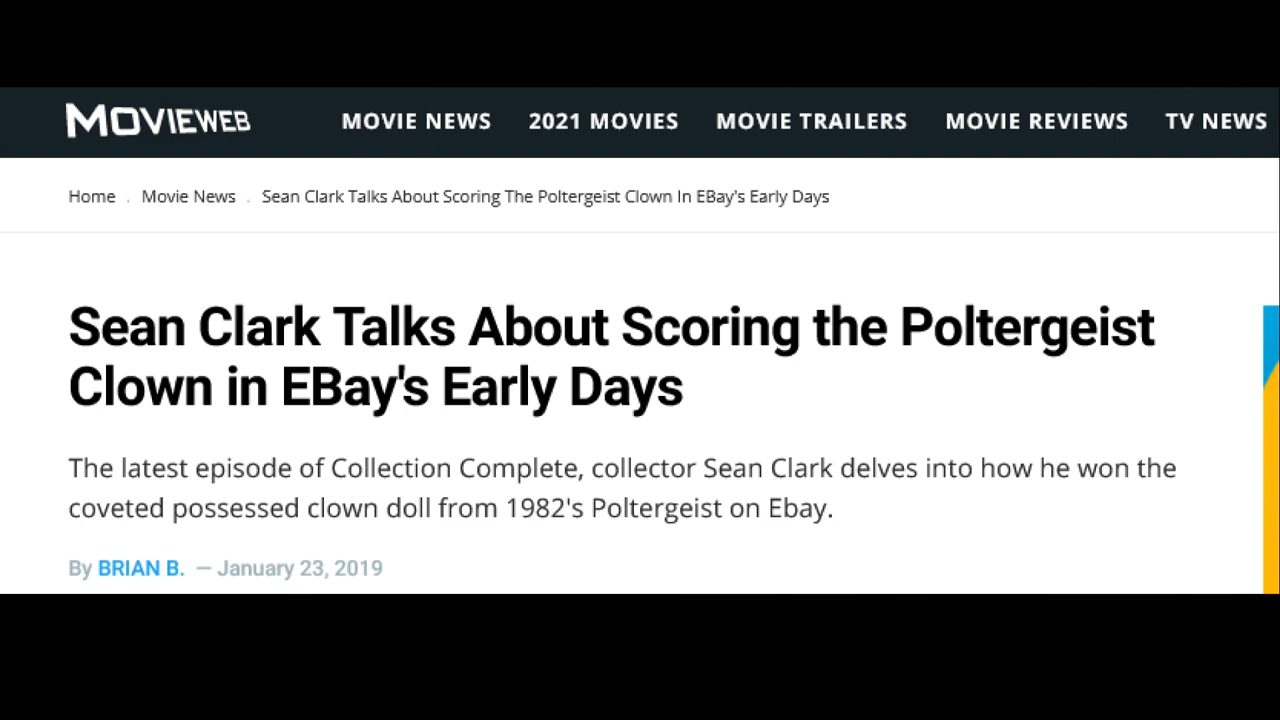 MOVIEWEB MOVIE NEWS 2021 MOVIES MOVIE TRAILERS MOVIE REVIEWS TV NEWS
Home . Movie News . Sean Clark Talks About Scoring The Poltergeist Clown In EBay's Early Days
Sean Clark Talks About Scoring the Poltergeist
Clown in EBay's Early Days
The latest episode of Collection Complete, collector Sean Clark delves into how he won the
coveted possessed clown doll from 1982's Poltergeist on Ebay.
By BRIAN B. — January 23, 2019